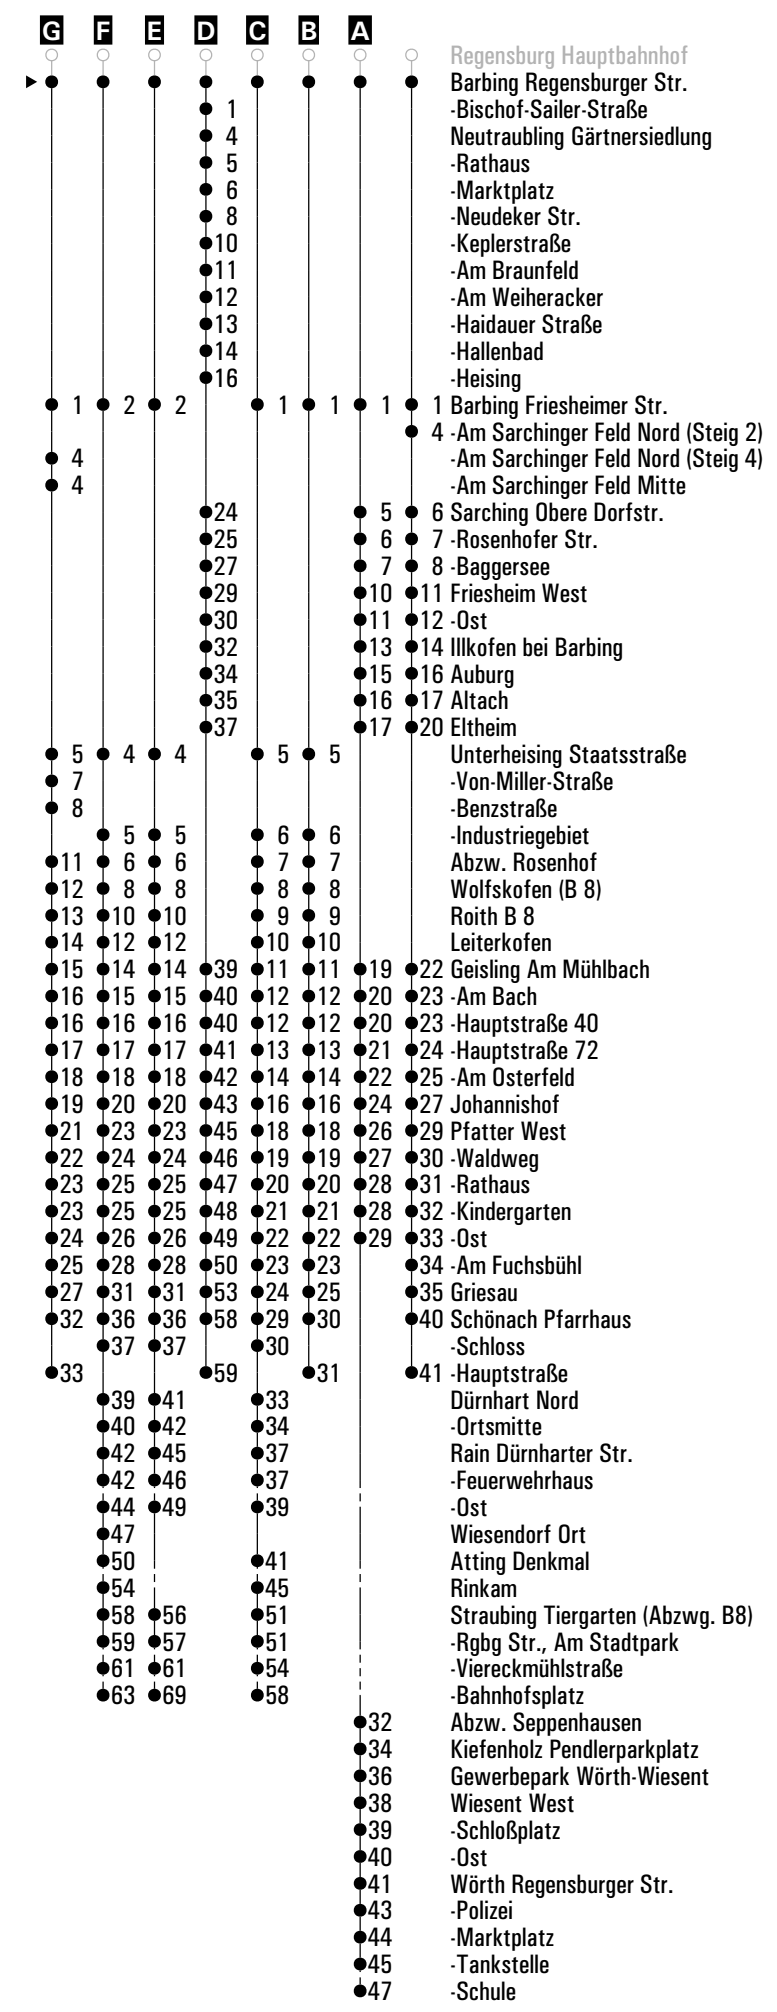 G F E D C B A
Regensburg Hauptbahnhof
Barbing Regensburger Str.
1 -Bischof-Sailer-Straße
4 Neutraubling Gärtnersiedlung
5 -Rathaus
6 -Marktplatz
8 -Neudeker Str.
10 -Keplerstraße
11 -Am Braunfeld
12 -Am Weiheracker
13 -Haidauer Straße
14 -Hallenbad
16 -Heising
1 2 2 1 1 1 1 Barbing Friesheimer Str.
4 -Am Sarchinger Feld Nord (Steig 2)
4 -Am Sarchinger Feld Nord (Steig 4)
4 -Am Sarchinger Feld Mitte
24 5 6 Sarching Obere Dorfstr.
25 6 7 -Rosenhofer Str.
27 7 8 -Baggersee
29 10 11 Friesheim West
30 11 12 -Ost
32 13 14 Illkofen bei Barbing
34 15 16 Auburg
35 16 17 Altach
37 17 20 Eltheim
5 4 4 5 5 Unterheising Staatsstraße
7 -Von-Miller-Straße
8 -Benzstraße
5 5 6 6 -Industriegebiet
11 6 6 7 7 Abzw. Rosenhof
12 8 8 8 8 Wolfskofen (B 8)
13 10 10 9 9 Roith B 8
14 12 12 10 10 Leiterkofen
15 14 14 39 11 11 19 22 Geisling Am Mühlbach
16 15 15 40 12 12 20 23 -Am Bach
16 16 16 40 12 12 20 23 -Hauptstraße 40
17 17 17 41 13 13 21 24 -Hauptstraße 72
18 18 18 42 14 14 22 25 -Am Osterfeld
19 20 20 43 16 16 24 27 Johannishof
21 23 23 45 18 18 26 29 Pfatter West
22 24 24 46 19 19 27 30 -Waldweg
23 25 25 47 20 20 28 31 -Rathaus
23 25 25 48 21 21 28 32 -Kindergarten
24 26 26 49 22 22 29 33 -Ost
25 28 28 50 23 23 34 -Am Fuchsbühl
27 31 31 53 24 25 35 Griesau
32 36 36 58 29 30 40 Schönach Pfarrhaus
37 37 30 -Schloss
33 59 31 41 -Hauptstraße
39 41 33 Dürnhart Nord
40 42 34 -Ortsmitte
42 45 37 Rain Dürnharter Str.
42 46 37 -Feuerwehrhaus
44 49 39 -Ost
47 Wiesendorf Ort
50 41 Atting Denkmal
54 45 Rinkam
58 56 51 Straubing Tiergarten (Abzwg. B8)
59 57 51 -Rgbg Str., Am Stadtpark
61 61 54 -Viereckmühlstraße
63 69 58 -Bahnhofsplatz
32 Abzw. Seppenhausen
34 Kiefenholz Pendlerparkplatz
36 Gewerbepark Wörth-Wiesent
38 Wiesent West
39 -Schloßplatz
40 -Ost
41 Wörth Regensburger Str.
43 -Polizei
44 -Marktplatz
45 -Tankstelle
47 -Schule